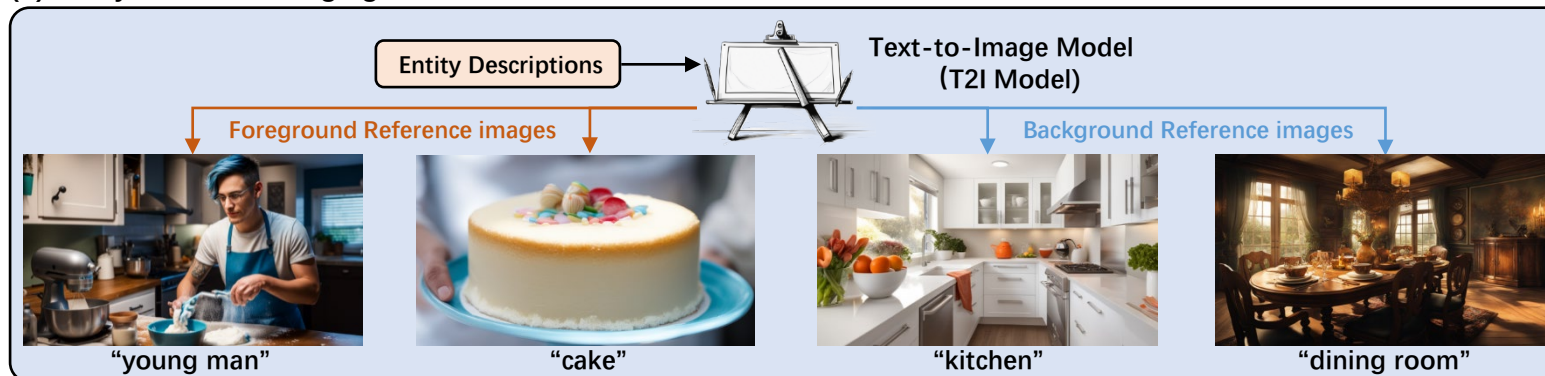 Entity Descriptions
Text-to-Image Model
(T2I Model)
Foreground Reference images
Background Reference images
“young man”
“cake”
“kitchen”
“dining room”